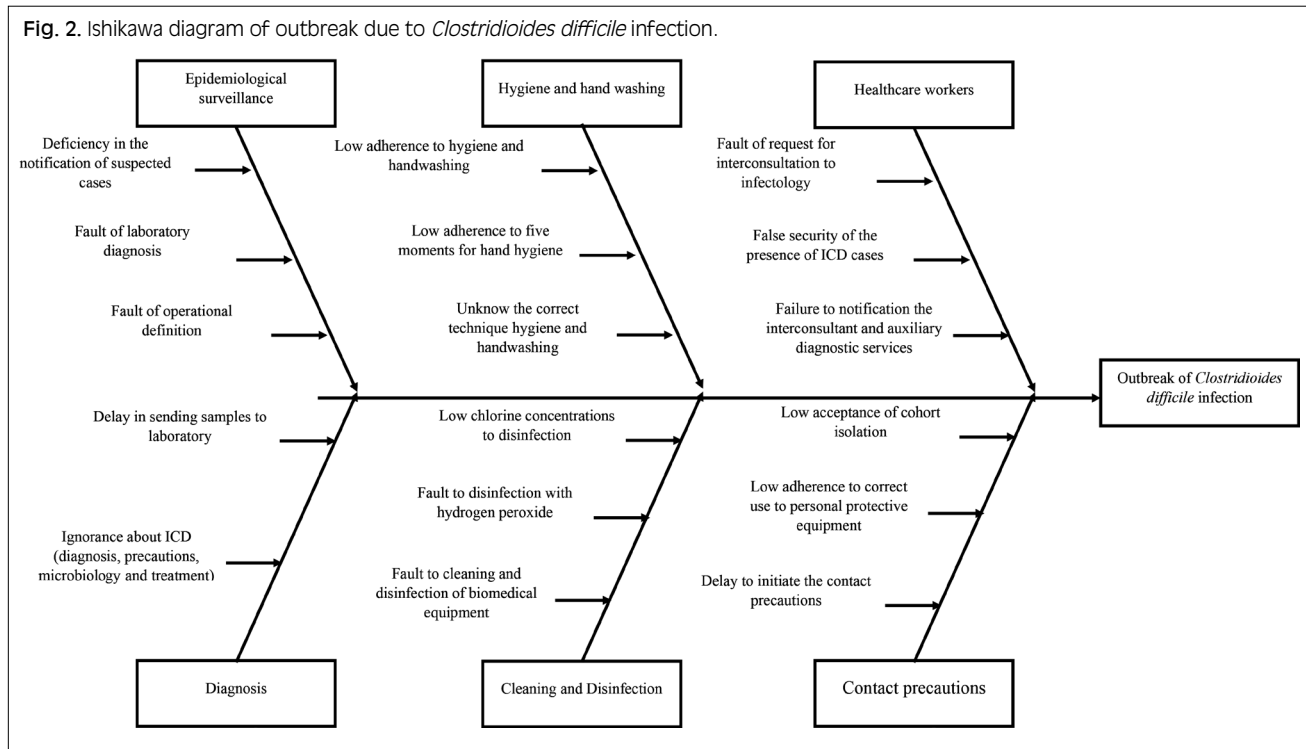 Fig. 2. Ishikawa diagram of outbreak due to Clostridioides difficile infection.
Epidemiological
surveillance
Hygiene and hand washing
Healthcare workers
Deficiency in the
notification of suspected
cases
Fault of laboratory
diagnosis
Fault of operational
definition
Low adherence to hygiene and
handwashing
Low adherence to five
moments for hand hygiene
Unknow the correct
technique hygiene and
handwashing
Fault of request for
interconsultation to
infectology
False security of the
presence of ICD cases
Failure to notification the
interconsultant and auxiliary
diagnostic services
Outbreak of Clostridioides
difficile infection
Delay in sending samples to
laboratory
Ignorance about ICD
(diagnosis, precautions,
microbiology and treatment)
Low chlorine concentrations
to disinfection
Fault to disinfection with
hydrogen peroxide
Fault to cleaning and
disinfection of biomedical
equipment
Low acceptance of cohort
isolation
Low adherence to correct
use to personal protective
equipment
Delay to initiate the contact
precautions
Diagnosis
Cleaning and Disinfection
Contact precautions